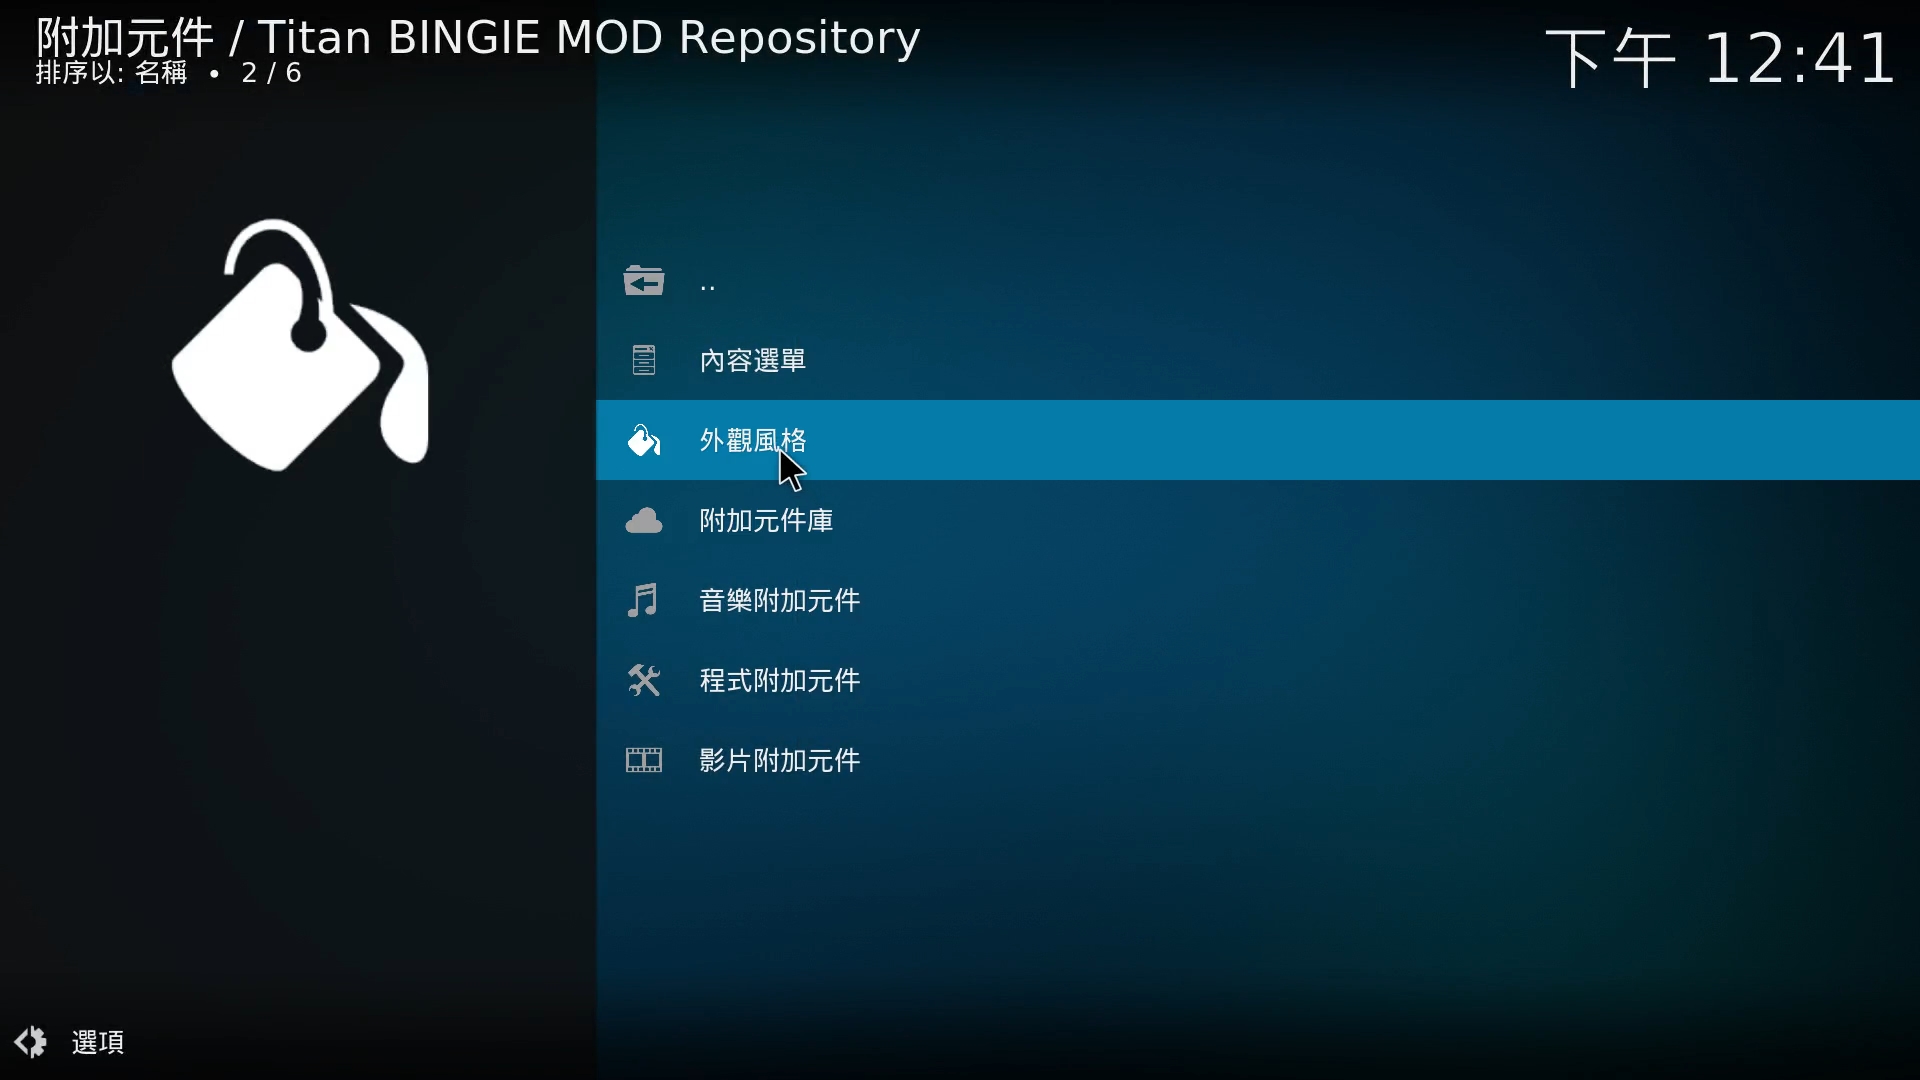 附加元件 / Titan BINGIE MOD Repository
排序以: 名稱 • 2 / 6
下午 12:41
..
內容選單
外觀風格
附加元件庫
音樂附加元件
程式附加元件
影片附加元件
選項